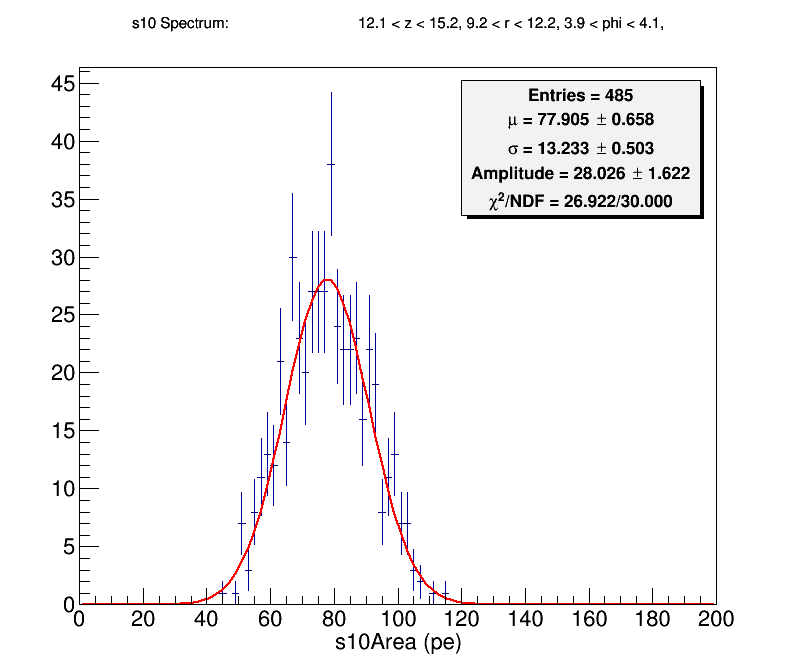 s10 Spectrum: 12.1 < z < 15.2, 9.2 < r < 12.2, 3.9 < phi < 4.1,
Entries = 485
μ = 77.905 ± 0.658
σ = 13.233 ± 0.503
Amplitude = 28.026 ± 1.622
χ²/NDF = 26.922/30.000
45
40
35
30
25
20
15
10
5
0
0 20 40 60 80 100 120 140 160 180 200
s10Area (pe)